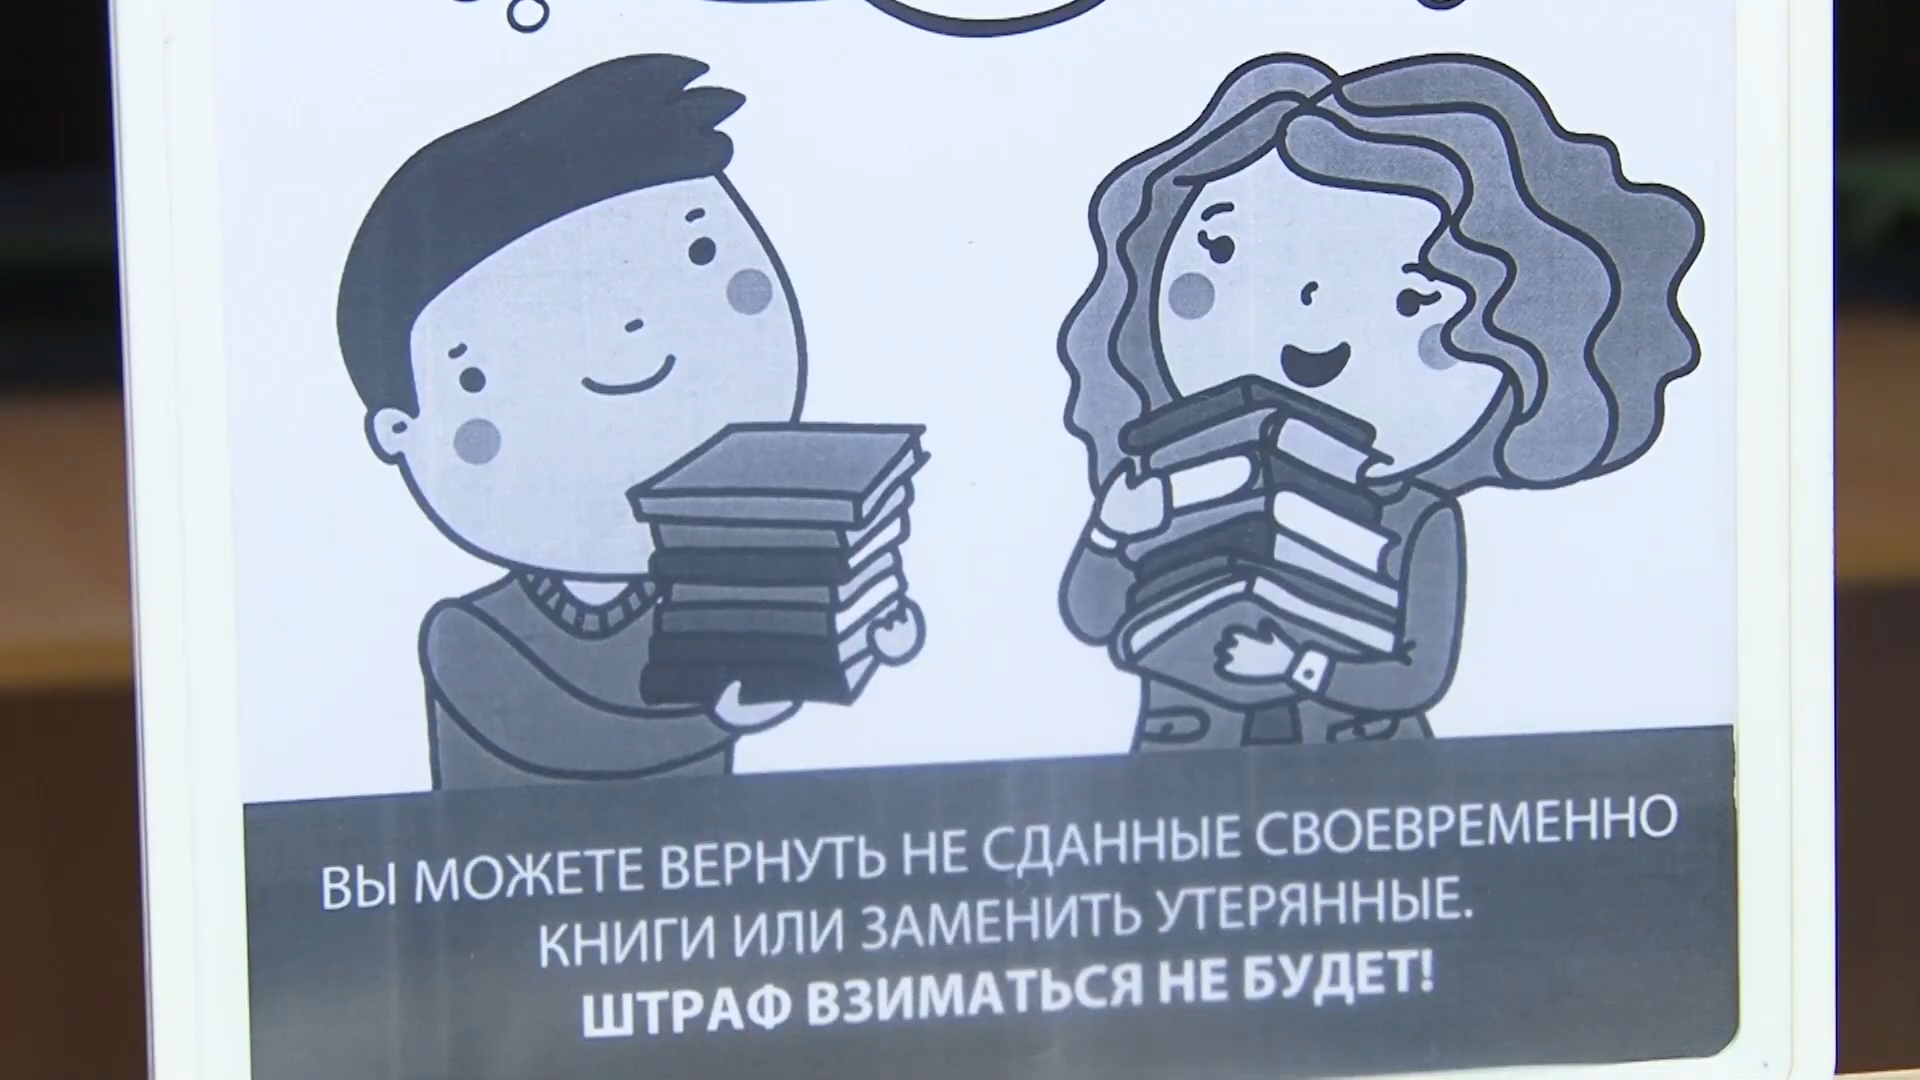 ВЫ МОЖЕТЕ ВЕРНУТЬ НЕ СДАННЫЕ СВОЕВРЕМЕННО
КНИГИ ИЛИ ЗАМЕНИТЬ УТЕРЯННЫЕ.
ШТРАФ ВЗИМАТЬСЯ НЕ БУДЕТ!